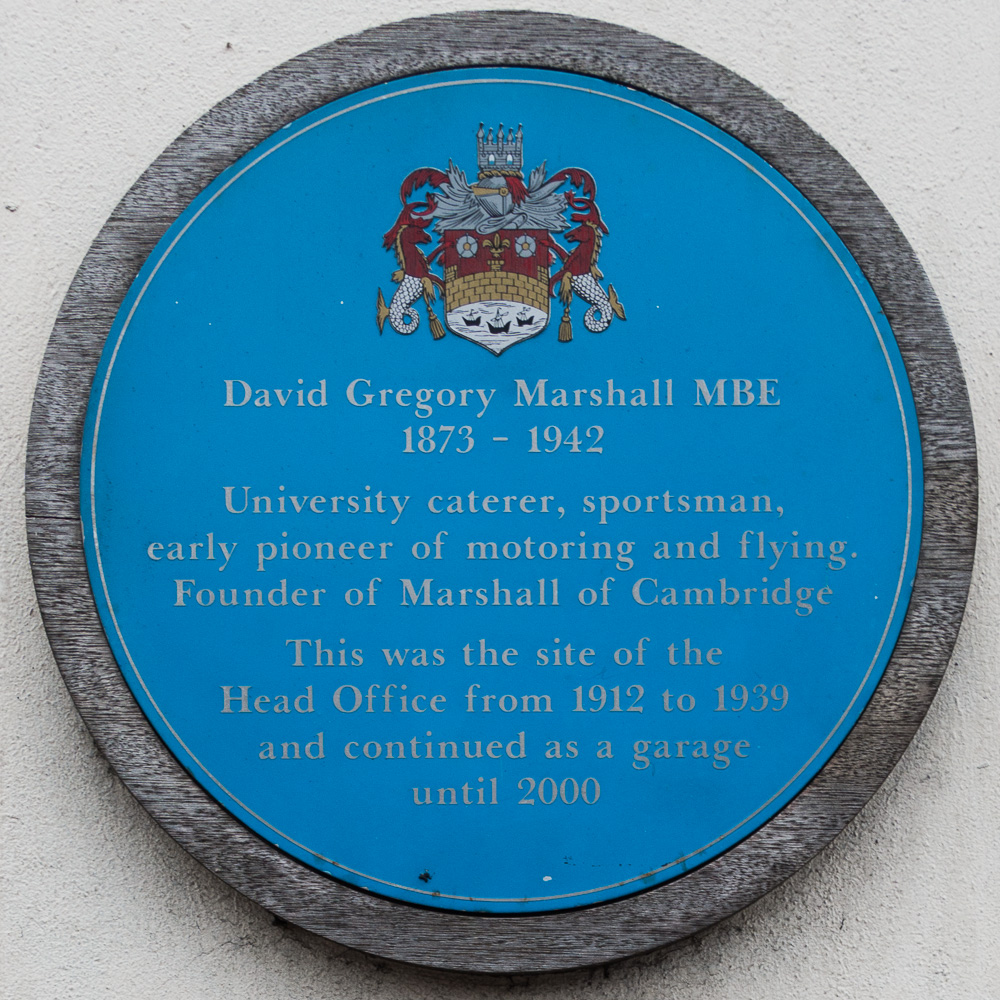 David Gregory Marshall MBE
1873 - 1942
University caterer, sportsman,
early pioneer of motoring and flying.
Founder of Marshall of Cambridge
This was the site of the
Head Office from 1912 to 1939
and continued as a garage
until 2000